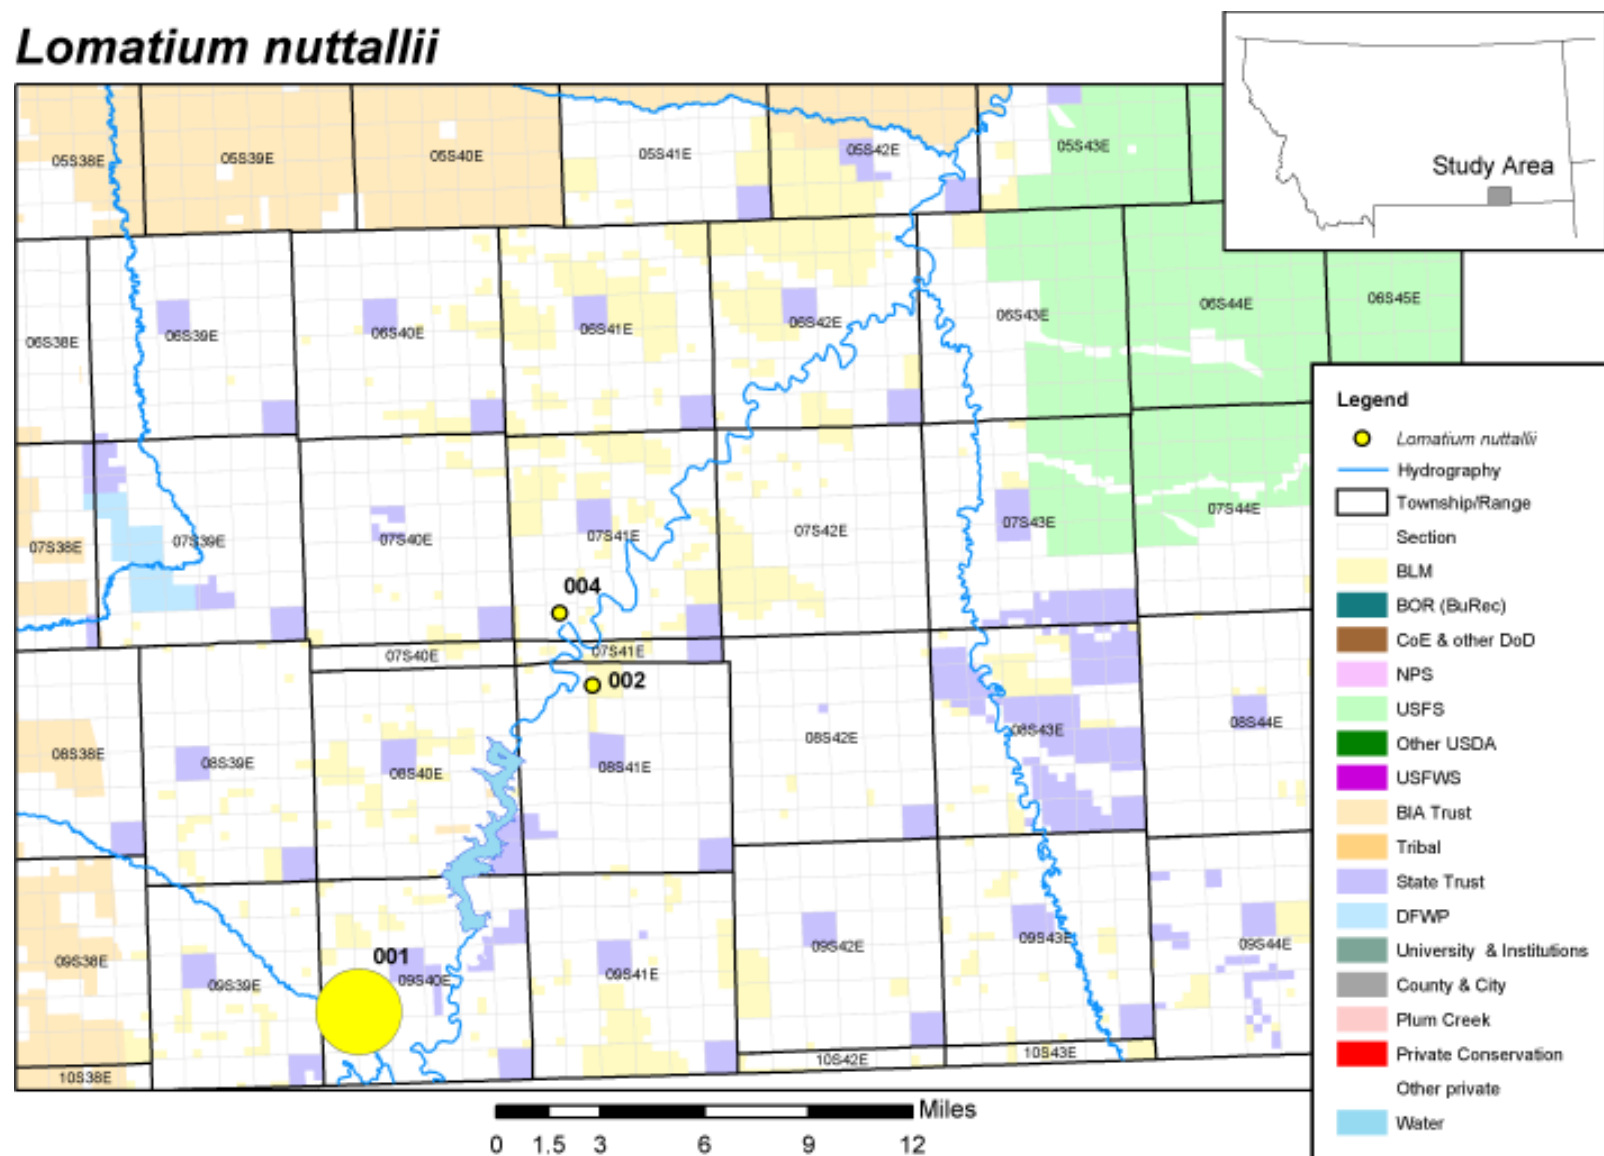 Lomatium nuttallii
Study Area
05S38E
05S39E
05S40E
05S41E
05S42E
05S43E
06S38E
06S39E
06S40E
06S41E
06S42E
06S43E
06S44E
06S45E
07S38E
07S39E
07S40E
07S41E
07S42E
07S43E
07S44E
004
07S40E
07S41E
002
08S38E
08S39E
08S40E
08S41E
08S42E
08S43E
08S44E
001
09S38E
09S39E
09S40E
09S41E
09S42E
09S43E
09S44E
10S38E
10S42E
10S43E
Legend
Lomatium nuttallii
Hydrography
Township/Range
Section
BLM
BOR (BuRec)
CoE & other DoD
NPS
USFS
Other USDA
USFWS
BIA Trust
Tribal
State Trust
DFWP
University & Institutions
County & City
Plum Creek
Private Conservation
Other private
Water
Miles
0 1.5 3 6 9 12